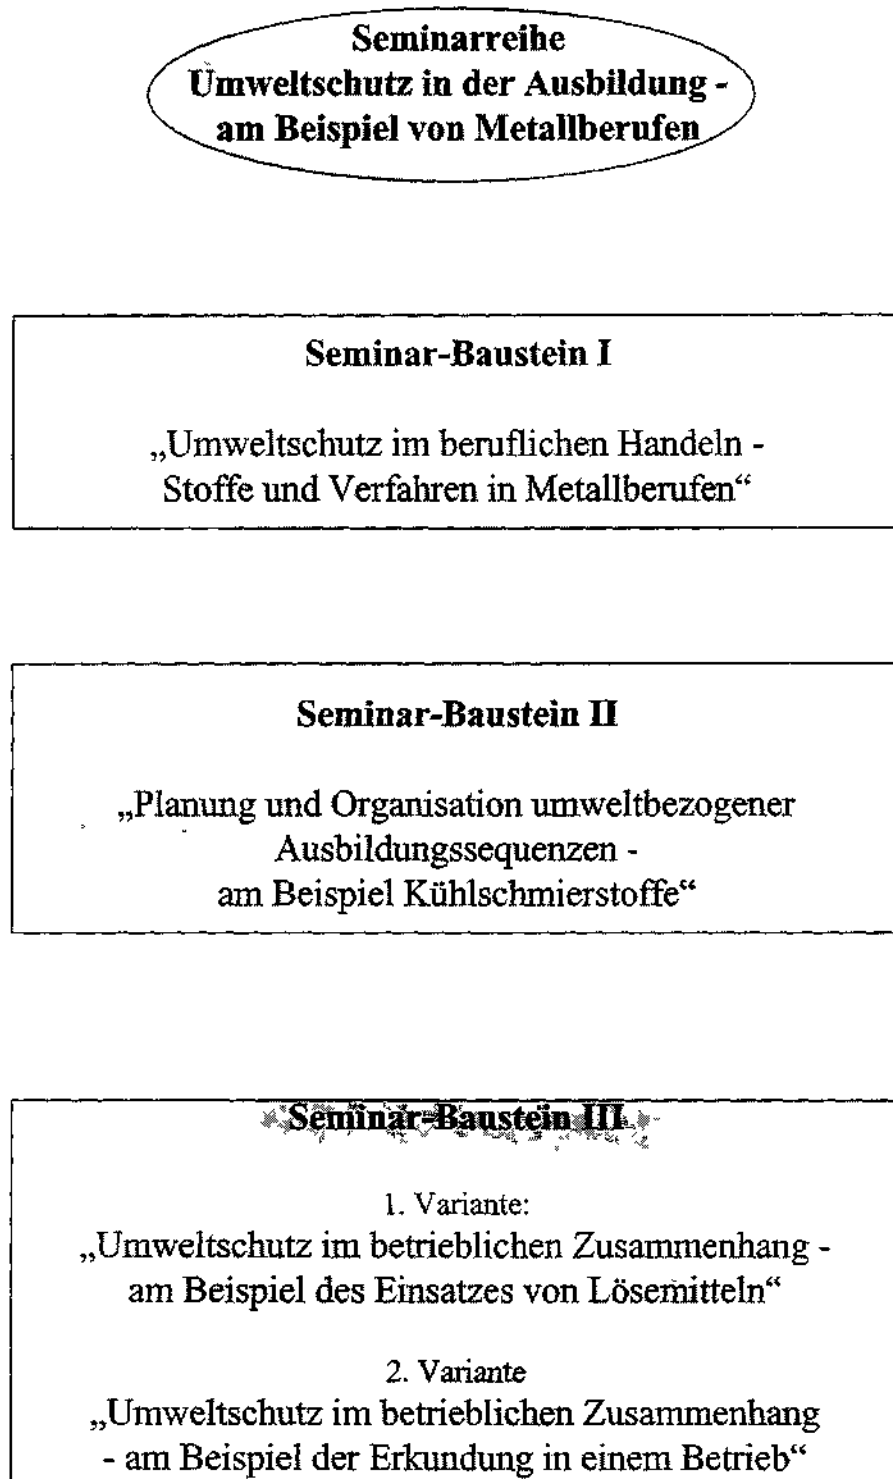 Seminarreihe
Umweltschutz in der Ausbildung -
am Beispiel von Metallberufen
Seminar-Baustein I
„Umweltschutz im beruflichen Handeln -
Stoffe und Verfahren in Metallberufen“
Seminar-Baustein II
„Planung und Organisation umweltbezogener
Ausbildungssequenzen -
am Beispiel Kühlschmierstoffe“
Seminar-Baustein III
1. Variante:
„Umweltschutz im betrieblichen Zusammenhang -
am Beispiel des Einsatzes von Lösemitteln“
2. Variante
„Umweltschutz im betrieblichen Zusammenhang
- am Beispiel der Erkundung in einem Betrieb“